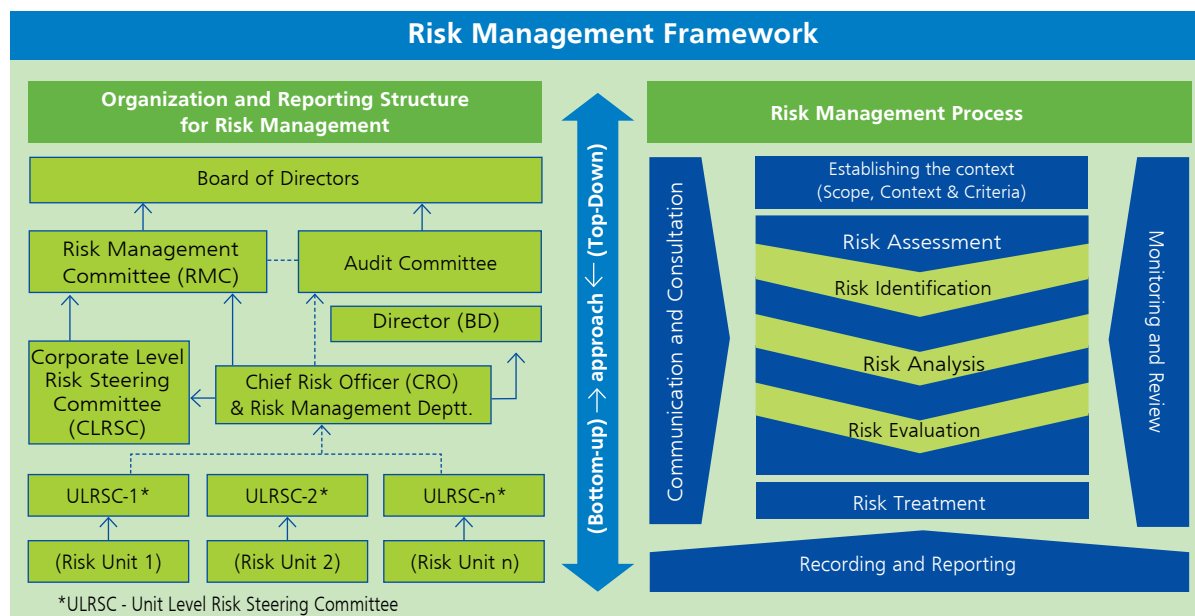 Risk Management Framework
Organization and Reporting Structure
for Risk Management
Board of Directors
Risk Management
Committee (RMC)
Audit Committee
Director (BD)
Corporate Level
Risk Steering
Committee
(CLRSC)
Chief Risk Officer (CRO)
& Risk Management Deptt.
ULRSC-1*
ULRSC-2*
ULRSC-n*
(Risk Unit 1)
(Risk Unit 2)
(Risk Unit n)
*ULRSC - Unit Level Risk Steering Committee
(Bottom-up) → approach ← (Top-Down)
Risk Management Process
Communication and Consultation
Establishing the context
(Scope, Context & Criteria)
Risk Assessment
Risk Identification
Risk Analysis
Risk Evaluation
Risk Treatment
Monitoring and Review
Recording and Reporting